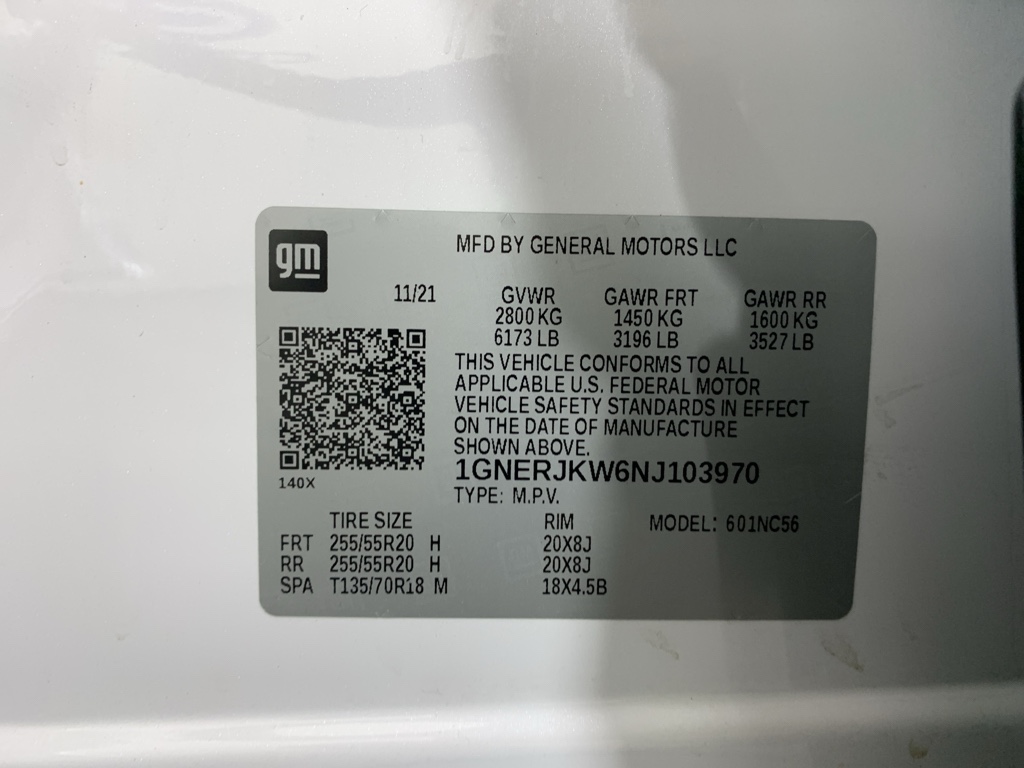 gm
MFD BY GENERAL MOTORS LLC
11/21 GVWR GAWR FRT GAWR RR
2800 KG 1450 KG 1600 KG
6173 LB 3196 LB 3527 LB
THIS VEHICLE CONFORMS TO ALL
APPLICABLE U.S. FEDERAL MOTOR
VEHICLE SAFETY STANDARDS IN EFFECT
ON THE DATE OF MANUFACTURE
SHOWN ABOVE.
1GNERJKW6NJ103970
140X
TYPE: M.P.V.
TIRE SIZE RIM MODEL: 601NC56
FRT 255/55R20 H 20X8J
RR 255/55R20 H 20X8J
SPA T135/70R18 M 18X4.5B